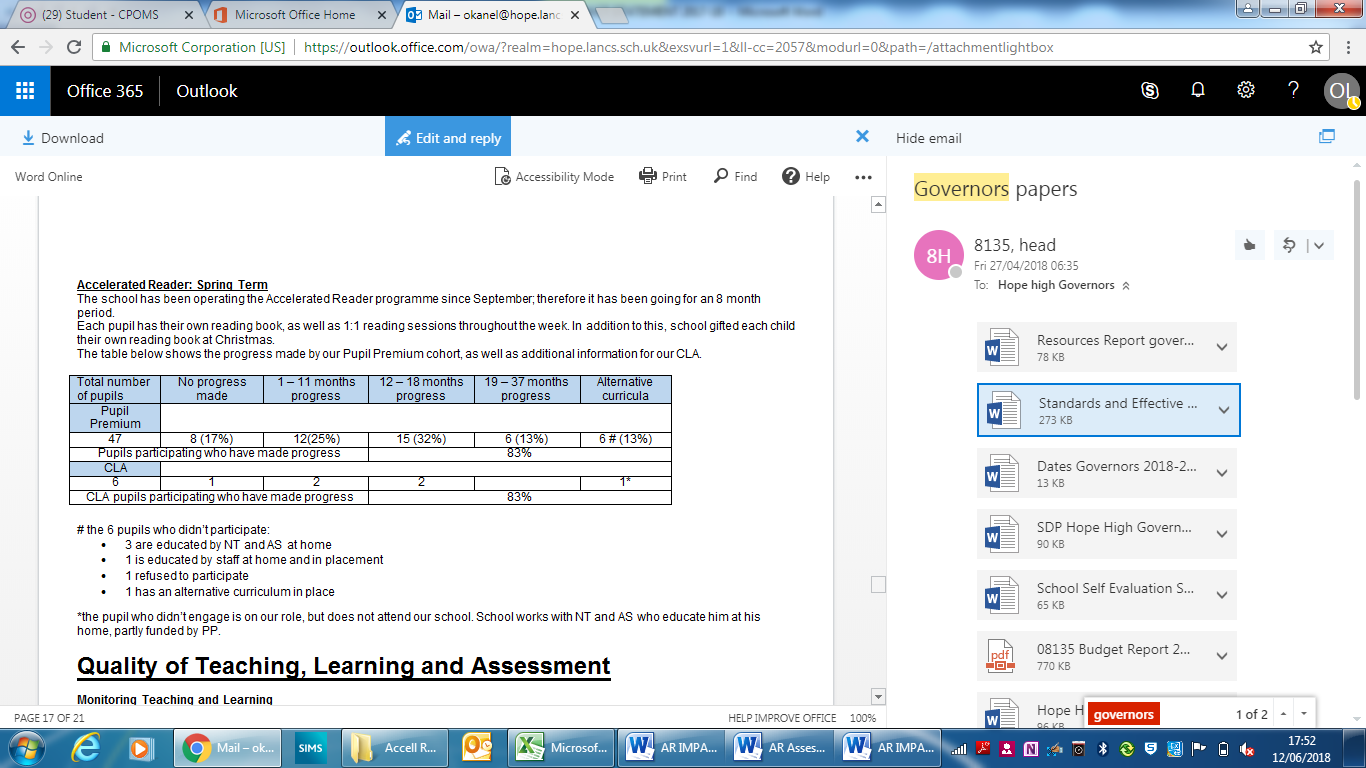 (29) Student - CPOMS
Microsoft Office Home
Mail – okanel@hope.lanc
Microsoft Corporation [US]
https://outlook.office.com/owa/?realm=hope.lancs.sch.uk&exsvurl=1&ll-cc=2057&modurl=0&path=/attachmentlightbox
Office 365
Outlook
Download
Edit and reply
Hide email
Word Online
Accessibility Mode
Print
Find
Help
Accelerated Reader: Spring Term
The school has been operating the Accelerated Reader programme since September; therefore it has been going for an 8 month
period.
Each pupil has their own reading book, as well as 1:1 reading sessions throughout the week. In addition to this, school gifted each child
their own reading book at Christmas.
The table below shows the progress made by our Pupil Premium cohort, as well as additional information for our CLA.
Total number of pupils | No progress made | 1 – 11 months progress | 12 – 18 months progress | 19 – 37 months progress | Alternative curricula
Pupil Premium
47 | 8 (17%) | 12(25%) | 15 (32%) | 6 (13%) | 6 # (13%)
Pupils participating who have made progress | 83%
CLA
6 | 1 | 2 | 2 | | 1*
CLA pupils participating who have made progress | 83%
# the 6 pupils who didn't participate:
• 3 are educated by NT and AS at home
• 1 is educated by staff at home and in placement
• 1 refused to participate
• 1 has an alternative curriculum in place
*the pupil who didn't engage is on our role, but does not attend our school. School works with NT and AS who educate him at his
home, partly funded by PP.
Quality of Teaching, Learning and Assessment
Monitoring Teaching and Learning
PAGE 17 OF 21
HELP IMPROVE OFFICE
100%
Governors papers
8H
8135, head
Fri 27/04/2018 06:35
To: Hope high Governors
Resources Report gover...
78 KB
Standards and Effective ...
273 KB
Dates Governors 2018-2...
13 KB
SDP Hope High Govern...
90 KB
School Self Evaluation S...
65 KB
pdf
08135 Budget Report 2...
770 KB
Hope H
96 KB
governors
1 of 2
Mail – ok...
SIMS
Accell R...
Microsof...
AR IMPA...
AR Asses...
AR IMPA...
17:52
12/06/2018